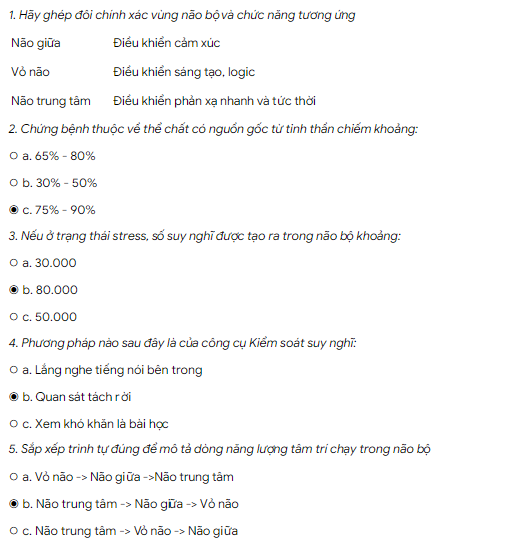 1. Hãy ghép đôi chính xác vùng não bộ và chức năng tương ứng
Não giữa Điều khiển cảm xúc
Vỏ não Điều khiển sáng tạo, logic
Não trung tâm Điều khiển phản xạ nhanh và tức thời
2. Chứng bệnh thuộc về thể chất có nguồn gốc từ tinh thần chiếm khoảng:
a. 65% - 80%
b. 30% - 50%
c. 75% - 90%
3. Nếu ở trạng thái stress, số suy nghĩ được tạo ra trong não bộ khoảng:
a. 30.000
b. 80.000
c. 50.000
4. Phương pháp nào sau đây là của công cụ Kiểm soát suy nghĩ:
a. Lắng nghe tiếng nói bên trong
b. Quan sát tách rời
c. Xem khó khăn là bài học
5. Sắp xếp trình tự đúng để mô tả dòng năng lượng tâm trí chạy trong não bộ
a. Vỏ não -> Não giữa ->Não trung tâm
b. Não trung tâm -> Não giữa -> Vỏ não
c. Não trung tâm -> Vỏ não -> Não giữa